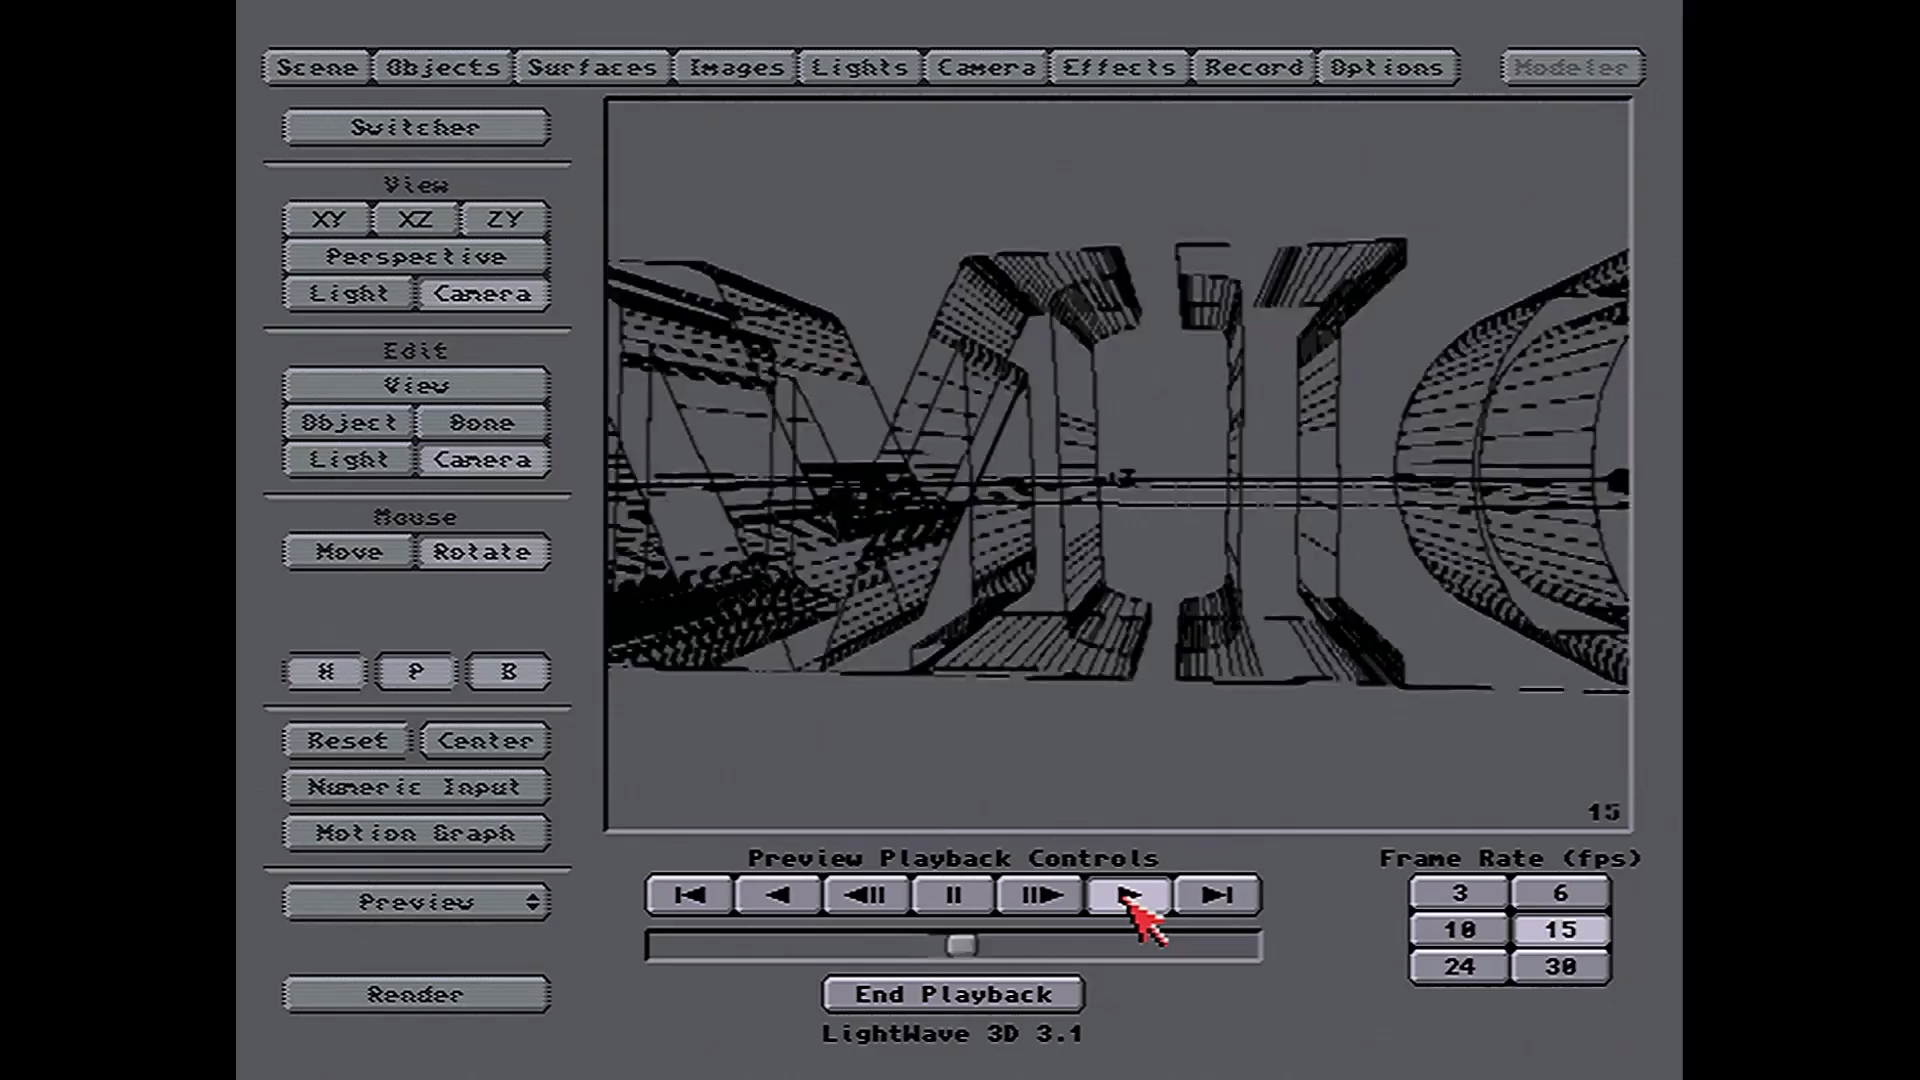 Scene Objects Surfaces Images Lights Camera Effects Record Options Modeler
Switcher
View
XY XZ ZY
Perspective
Light Camera
Edit
View
Object Bone
Light Camera
Mouse
Move Rotate
H P B
Reset Center
Numeric Input
Motion Graph
Preview
Render
15
Preview Playback Controls
End Playback
LightWave 3D 3.1
Frame Rate (fps)
3 6
10 15
24 30